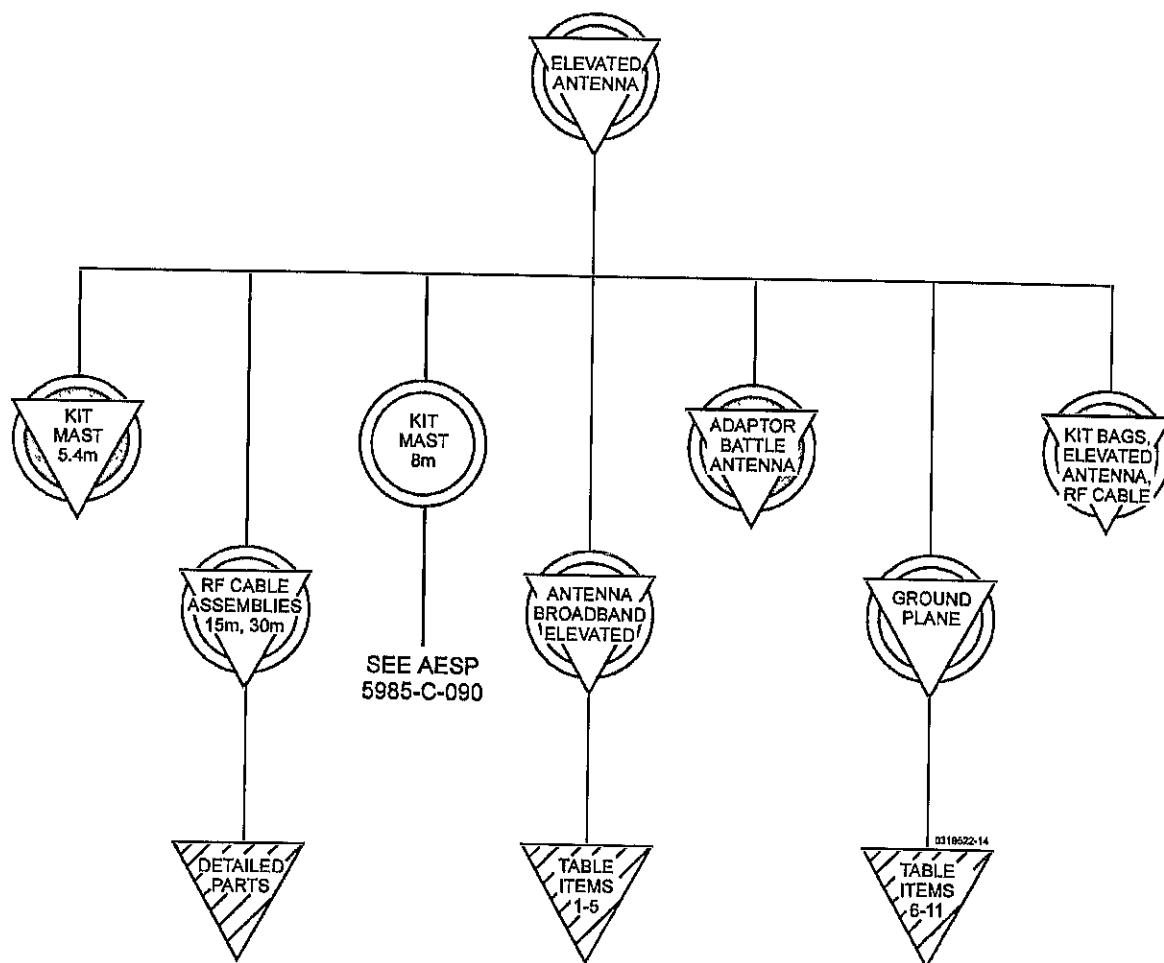 ELEVATED
ANTENNA
KIT
MAST
5.4m
KIT
MAST
8m
ADAPTOR
BATTLE
ANTENNA
KIT BAGS,
ELEVATED
ANTENNA,
RF CABLE
RF CABLE
ASSEMBLIES
15m, 30m
ANTENNA
BROADBAND
ELEVATED
GROUND
PLANE
SEE AESP
5985-C-090
DETAILED
PARTS
TABLE
ITEMS
1-5
0318622-14
TABLE
ITEMS
6-11